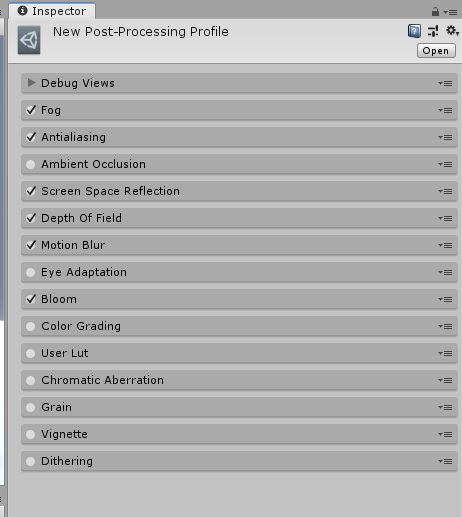 Inspector
New Post-Processing Profile
Open
Debug Views
Fog
Antialiasing
Ambient Occlusion
Screen Space Reflection
Depth Of Field
Motion Blur
Eye Adaptation
Bloom
Color Grading
User Lut
Chromatic Aberration
Grain
Vignette
Dithering